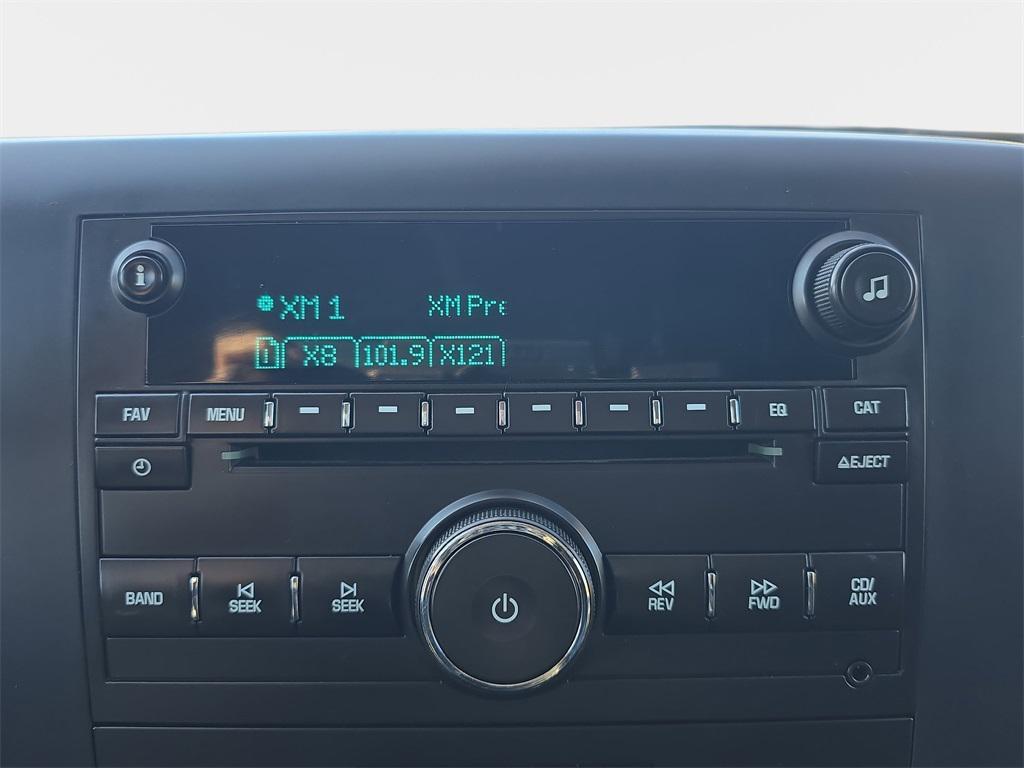 i
XM 1 XM Pre
1 X8 101.9 X121
FAV MENU EQ CAT
EJECT
BAND SEEK SEEK REV FWD CD/
AUX